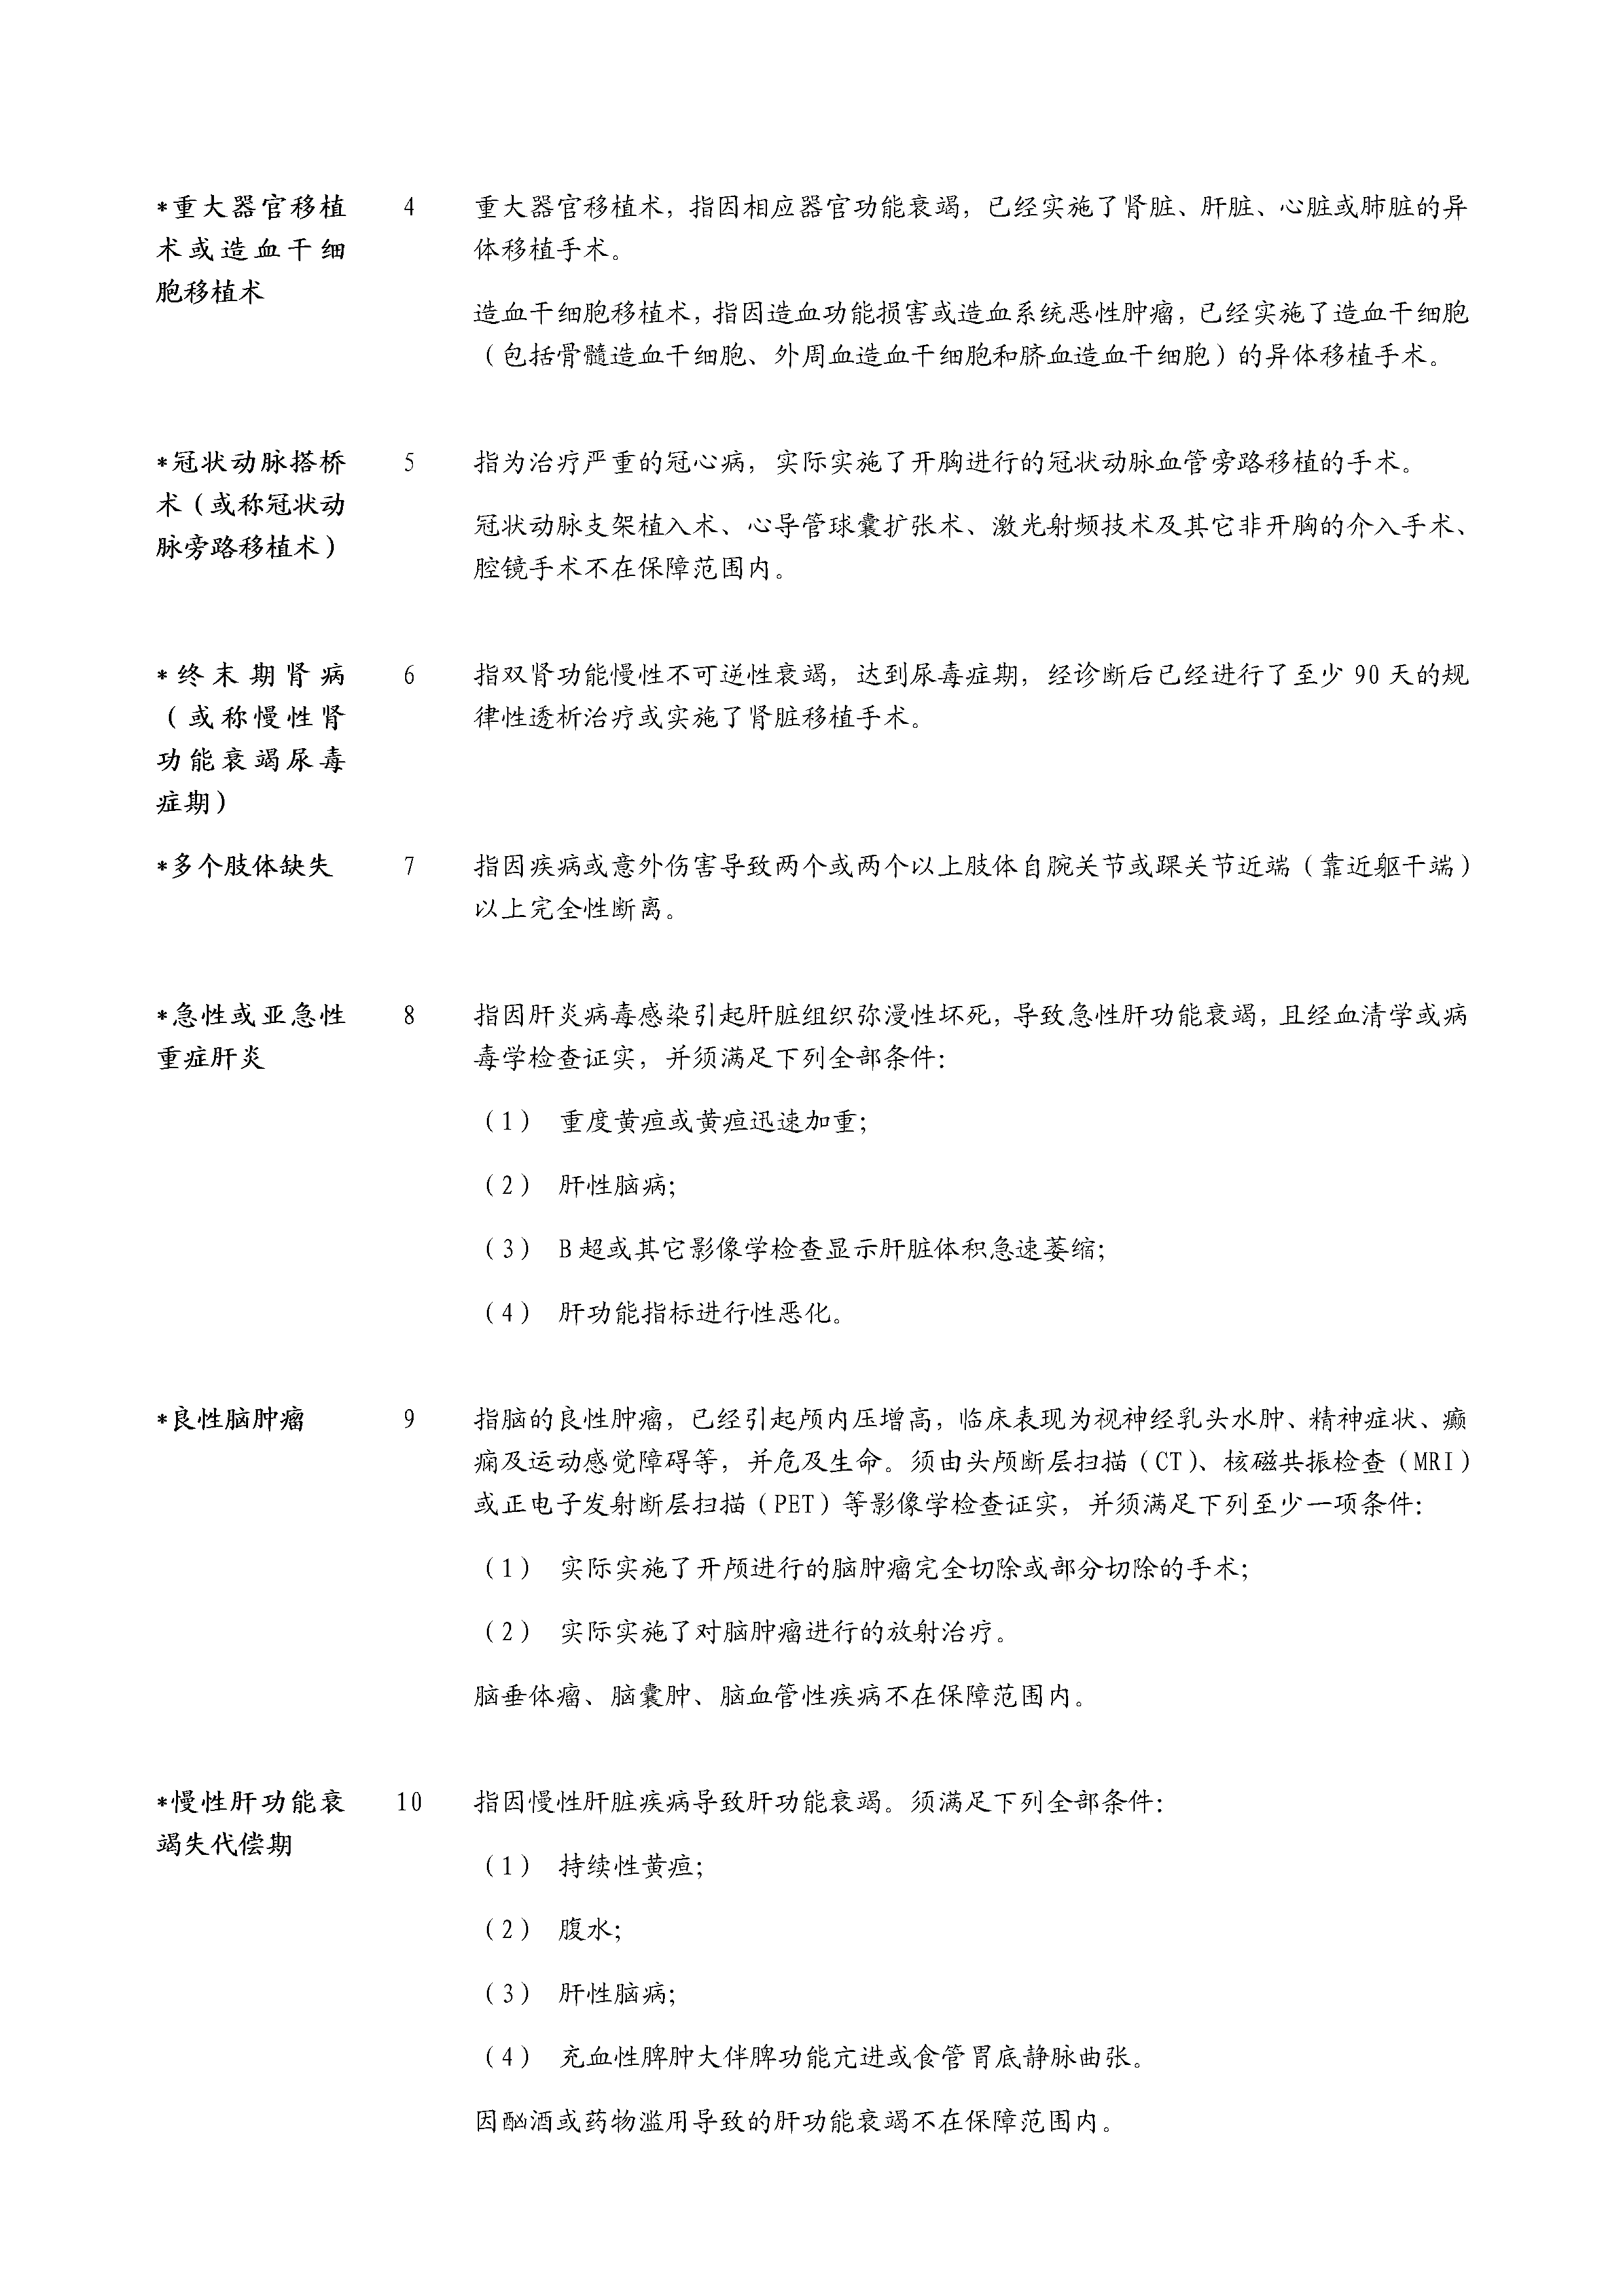 *重大器官移植 4 重大器官移植术，指因相应器官功能衰竭，已经实施了肾脏、肝脏、心脏或肺脏的异
术或造血干细 体移植手术。
胞移植术
造血干细胞移植术，指因造血功能损害或造血系统恶性肿瘤，已经实施了造血干细胞
（包括骨髓造血干细胞、外周血造血干细胞和脐血造血干细胞）的异体移植手术。
*冠状动脉搭桥 5 指为治疗严重的冠心病，实际实施了开胸进行的冠状动脉血管旁路移植的手术。
术（或称冠状动
脉旁路移植术） 冠状动脉支架植入术、心导管球囊扩张术、激光射频技术及其它非开胸的介入手术、
腔镜手术不在保障范围内。
*终末期肾病 6 指双肾功能慢性不可逆性衰竭，达到尿毒症期，经诊断后已经进行了至少 90 天的规
（或称慢性肾 律性透析治疗或实施了肾脏移植手术。
功能衰竭尿毒
症期）
*多个肢体缺失 7 指因疾病或意外伤害导致两个或两个以上肢体自腕关节或踝关节近端（靠近躯干端）
以上完全性断离。
*急性或亚急性 8 指因肝炎病毒感染引起肝脏组织弥漫性坏死，导致急性肝功能衰竭，且经血清学或病
重症肝炎 毒学检查证实，并须满足下列全部条件：
（1） 重度黄疸或黄疸迅速加重；
（2） 肝性脑病；
（3） B 超或其它影像学检查显示肝脏体积急速萎缩；
（4） 肝功能指标进行性恶化。
*良性脑肿瘤 9 指脑的良性肿瘤，已经引起颅内压增高，临床表现为视神经乳头水肿、精神症状、癫
痫及运动感觉障碍等，并危及生命。须由头颅断层扫描（CT）、核磁共振检查（MRI）
或正电子发射断层扫描（PET）等影像学检查证实，并须满足下列至少一项条件：
（1） 实际实施了开颅进行的脑肿瘤完全切除或部分切除的手术；
（2） 实际实施了对脑肿瘤进行的放射治疗。
脑垂体瘤、脑囊肿、脑血管性疾病不在保障范围内。
*慢性肝功能衰 10 指因慢性肝脏疾病导致肝功能衰竭。须满足下列全部条件：
竭失代偿期
（1） 持续性黄疸；
（2） 腹水；
（3） 肝性脑病；
（4） 充血性脾肿大伴脾功能亢进或食管胃底静脉曲张。
因酗酒或药物滥用导致的肝功能衰竭不在保障范围内。